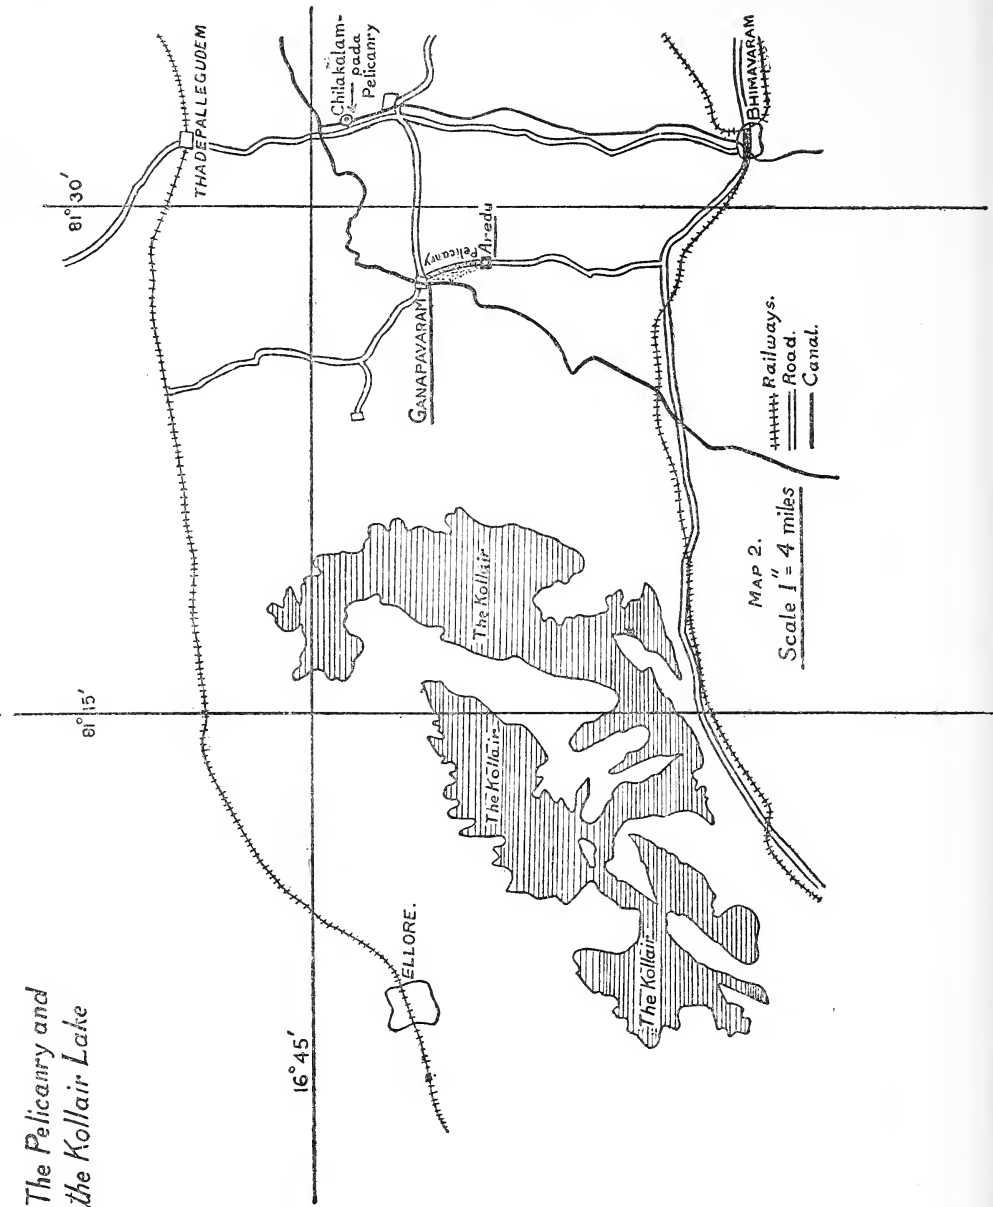 The Pelicanry and
the Kollair Lake
81° 15'
81° 30'
16° 45'
THADEPALLEGUDEM
Chilakalam-
pada
Pelicanry
BHIMAVARAM
Pelicanry
Aredu
GANAPAVARAM
ELLORE.
The Kollair
The Kollair
The Kollair
Railways.
Road.
Canal.
MAP 2.
Scale 1" = 4 miles